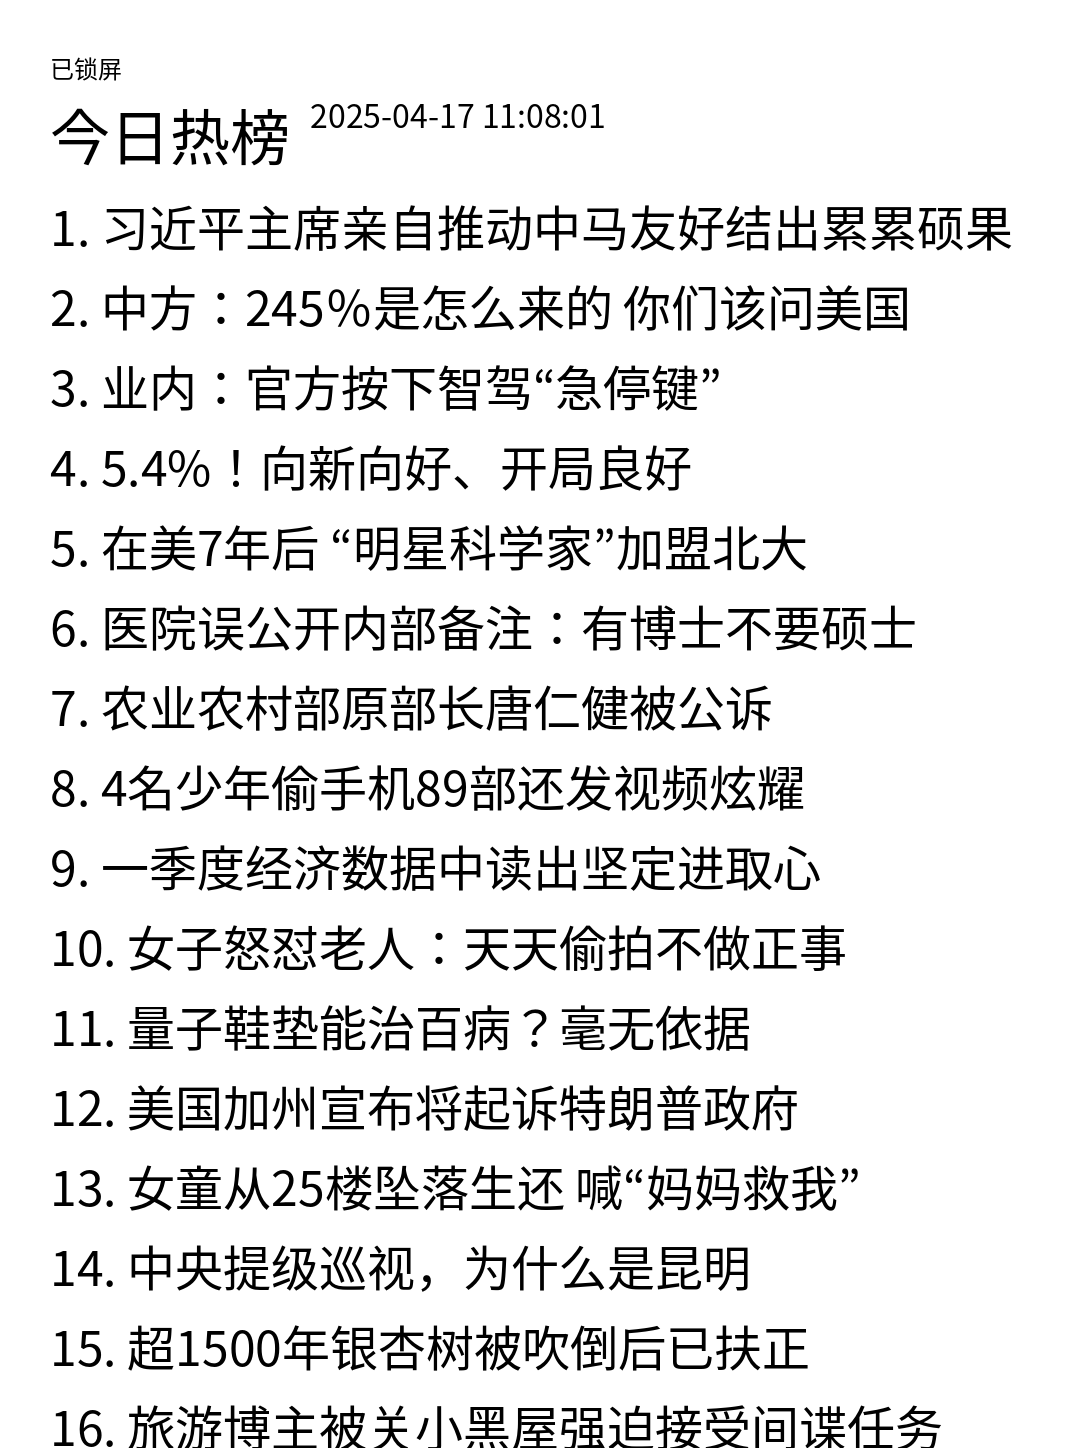 已锁屏
今日热榜 2025-04-17 11:08:01
1. 习近平主席亲自推动中马友好结出累累硕果
2. 中方：245%是怎么来的 你们该问美国
3. 业内：官方按下智驾“急停键”
4. 5.4%！向新向好、开局良好
5. 在美7年后 “明星科学家”加盟北大
6. 医院误公开内部备注：有博士不要硕士
7. 农业农村部原部长唐仁健被公诉
8. 4名少年偷手机89部还发视频炫耀
9. 一季度经济数据中读出坚定进取心
10. 女子怒怼老人：天天偷拍不做正事
11. 量子鞋垫能治百病？毫无依据
12. 美国加州宣布将起诉特朗普政府
13. 女童从25楼坠落生还 喊“妈妈救我”
14. 中央提级巡视，为什么是昆明
15. 超1500年银杏树被吹倒后已扶正
16. 旅游博主被关小黑屋强迫接受间谍任务